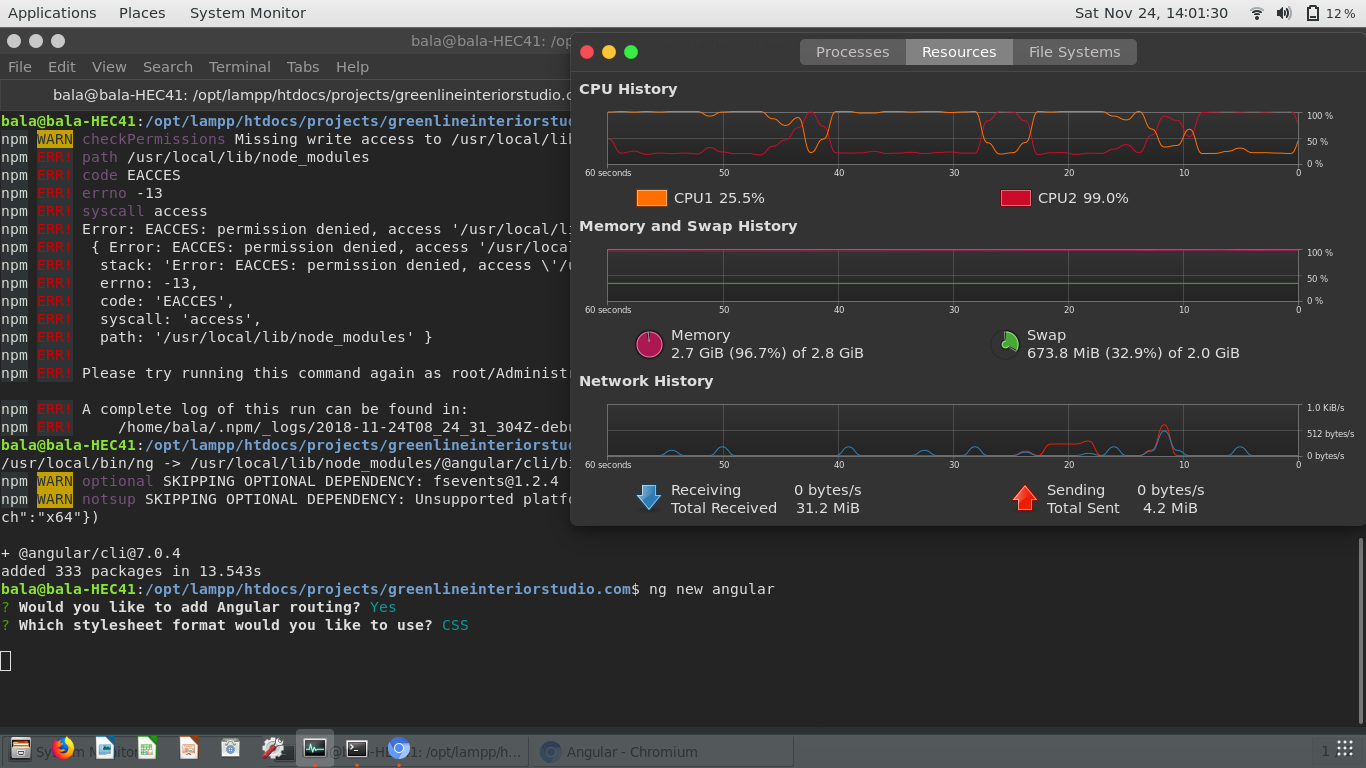 Applications Places System Monitor Sat Nov 24, 14:01:30 12 %
bala@bala-HEC41: /op
File Edit View Search Terminal Tabs Help
bala@bala-HEC41: /opt/lampp/htdocs/projects/greenlineinteriorstudio.c
bala@bala-HEC41:/opt/lampp/htdocs/projects/greenlineinteriorstud
npm WARN checkPermissions Missing write access to /usr/local/lib
npm ERR! path /usr/local/lib/node_modules
npm ERR! code EACCES
npm ERR! errno -13
npm ERR! syscall access
npm ERR! Error: EACCES: permission denied, access '/usr/local/li
npm ERR!  { Error: EACCES: permission denied, access '/usr/loca
npm ERR!   stack: 'Error: EACCES: permission denied, access \'/u
npm ERR!   errno: -13,
npm ERR!   code: 'EACCES',
npm ERR!   syscall: 'access',
npm ERR!   path: '/usr/local/lib/node_modules' }
npm ERR!
npm ERR! Please try running this command again as root/Administr
npm ERR! A complete log of this run can be found in:
npm ERR!     /home/bala/.npm/_logs/2018-11-24T08_24_31_304Z-debu
bala@bala-HEC41:/opt/lampp/htdocs/projects/greenlineinteriorstud
/usr/local/bin/ng -> /usr/local/lib/node_modules/@angular/cli/bi
npm WARN optional SKIPPING OPTIONAL DEPENDENCY: fsevents@1.2.4
npm WARN notsup SKIPPING OPTIONAL DEPENDENCY: Unsupported platfo
ch":"x64"})
+ @angular/cli@7.0.4
added 333 packages in 13.543s
bala@bala-HEC41:/opt/lampp/htdocs/projects/greenlineinteriorstudio.com$ ng new angular
? Would you like to add Angular routing? Yes
? Which stylesheet format would you like to use? CSS
Processes Resources File Systems
CPU History
100 %
50 %
0 %
60 seconds 50 40 30 20 10 0
CPU1 25.5% CPU2 99.0%
Memory and Swap History
100 %
50 %
0 %
60 seconds 50 40 30 20 10 0
Memory Swap
2.7 GiB (96.7%) of 2.8 GiB 673.8 MiB (32.9%) of 2.0 GiB
Network History
1.0 KiB/s
512 bytes/s
0 bytes/s
60 seconds 50 40 30 20 10 0
Receiving 0 bytes/s Sending 0 bytes/s
Total Received 31.2 MiB Total Sent 4.2 MiB
@bala-HEC41: /opt/lampp/h... Angular - Chromium 1